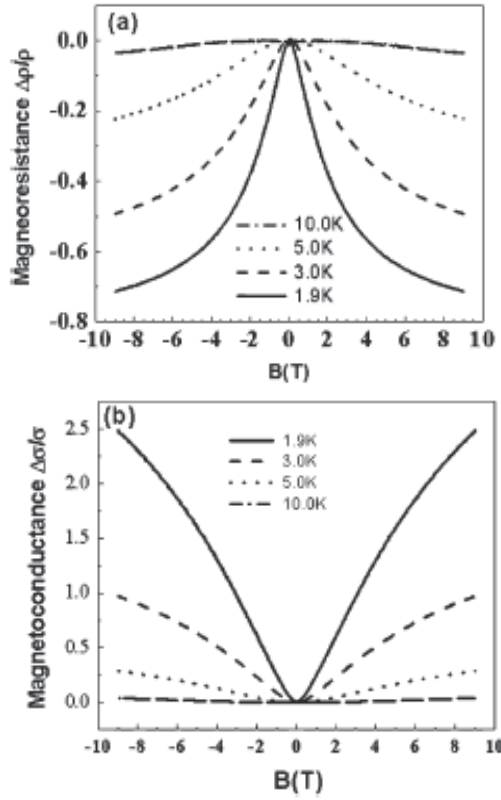 (a)
Magneoresistance Δρ/ρ
0.0
-0.2
-0.4
-0.6
-0.8
10.0K
5.0K
3.0K
1.9K
-10 -8 -6 -4 -2 0 2 4 6 8 10
B(T)
(b)
Magnetoconductance Δσ/σ
2.5
2.0
1.5
1.0
0.5
0.0
1.9K
3.0K
5.0K
10.0K
-10 -8 -6 -4 -2 0 2 4 6 8 10
B(T)